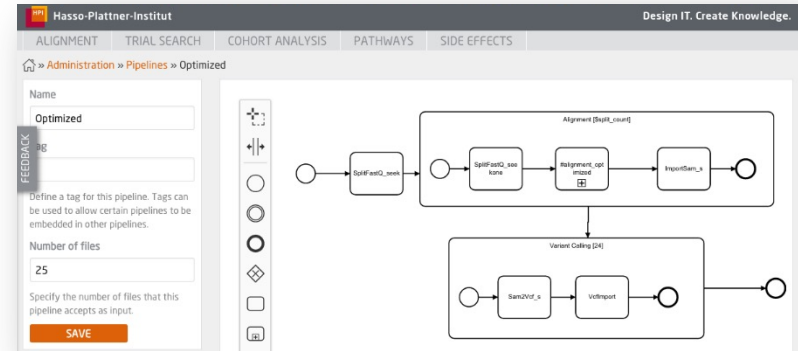 HPI Hasso-Plattner-Institut
Design IT. Create Knowledge.
ALIGNMENT TRIAL SEARCH COHORT ANALYSIS PATHWAYS SIDE EFFECTS
» Administration » Pipelines » Optimized
Name
Optimized
ag
FEEDBACK
Define a tag for this pipeline. Tags can
be used to allow certain pipelines to be
embedded in other pipelines.
Number of files
25
Specify the number of files that this
pipeline accepts as input.
SAVE
SplitFastQ_seek
Alignment [$split_count]
SplitFastQ_see
kone
#alignment_opt
imized
ImportSam_s
Variant Calling [24]
Sam2Vcf_s
VcfImport